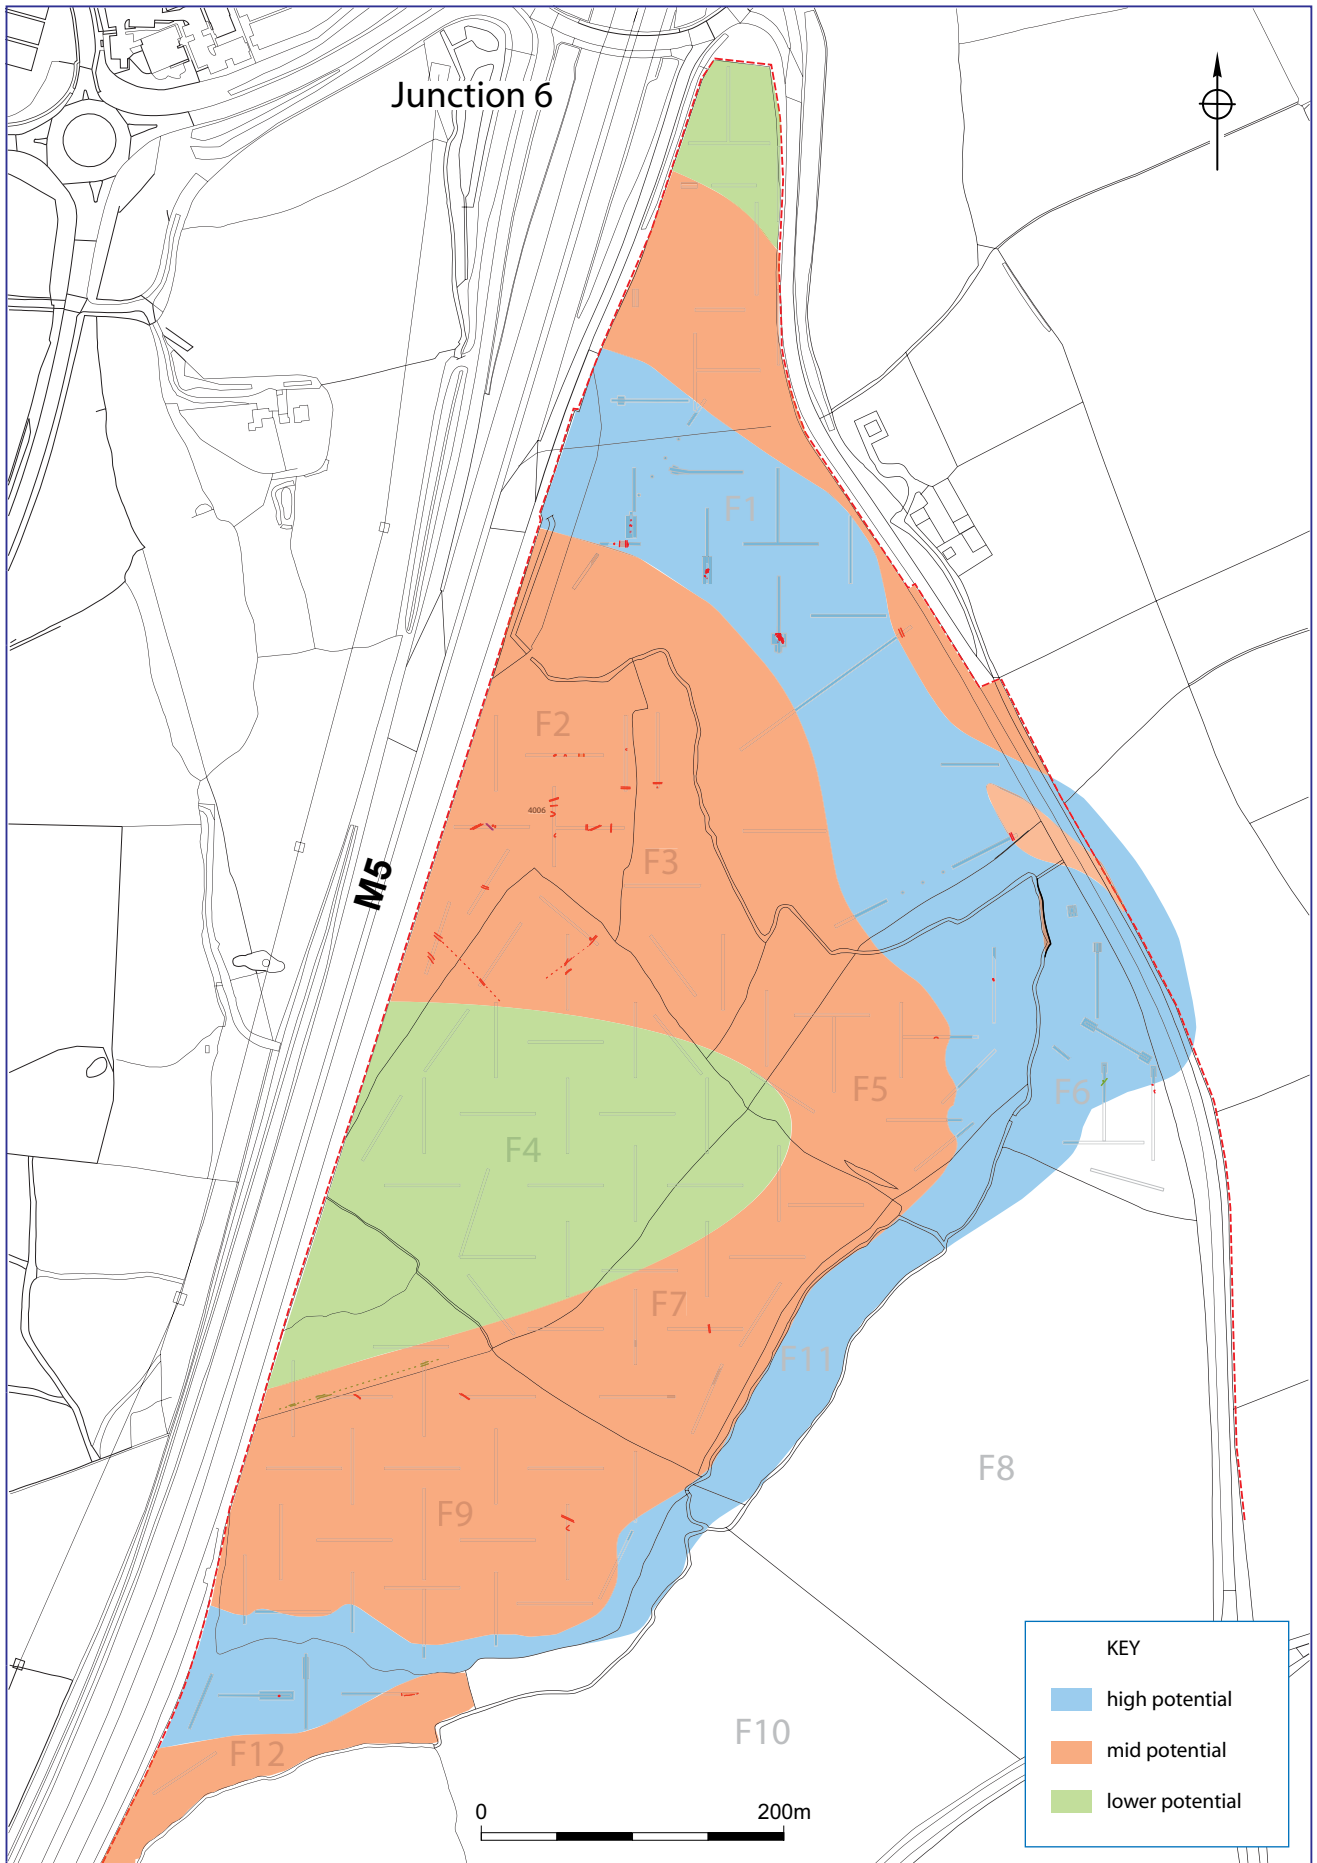 Junction 6
F1
F2
4006
F3
M5
F5
F6
F4
F7
F11
F8
F9
F10
F12
KEY
high potential
mid potential
lower potential
0 200m